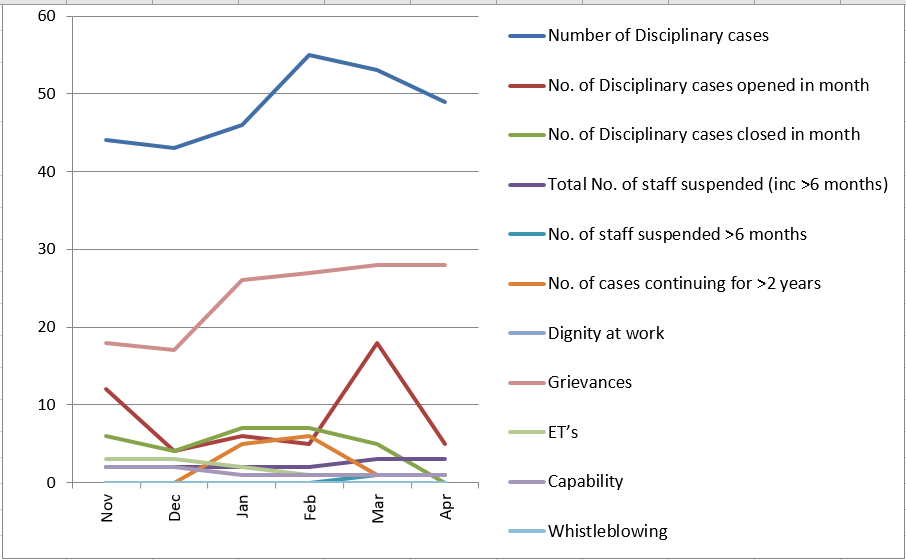 60
50
40
30
20
10
0
Nov
Dec
Jan
Feb
Mar
Apr
Number of Disciplinary cases
No. of Disciplinary cases opened in month
No. of Disciplinary cases closed in month
Total No. of staff suspended (inc >6 months)
No. of staff suspended >6 months
No. of cases continuing for >2 years
Dignity at work
Grievances
ET’s
Capability
Whistleblowing